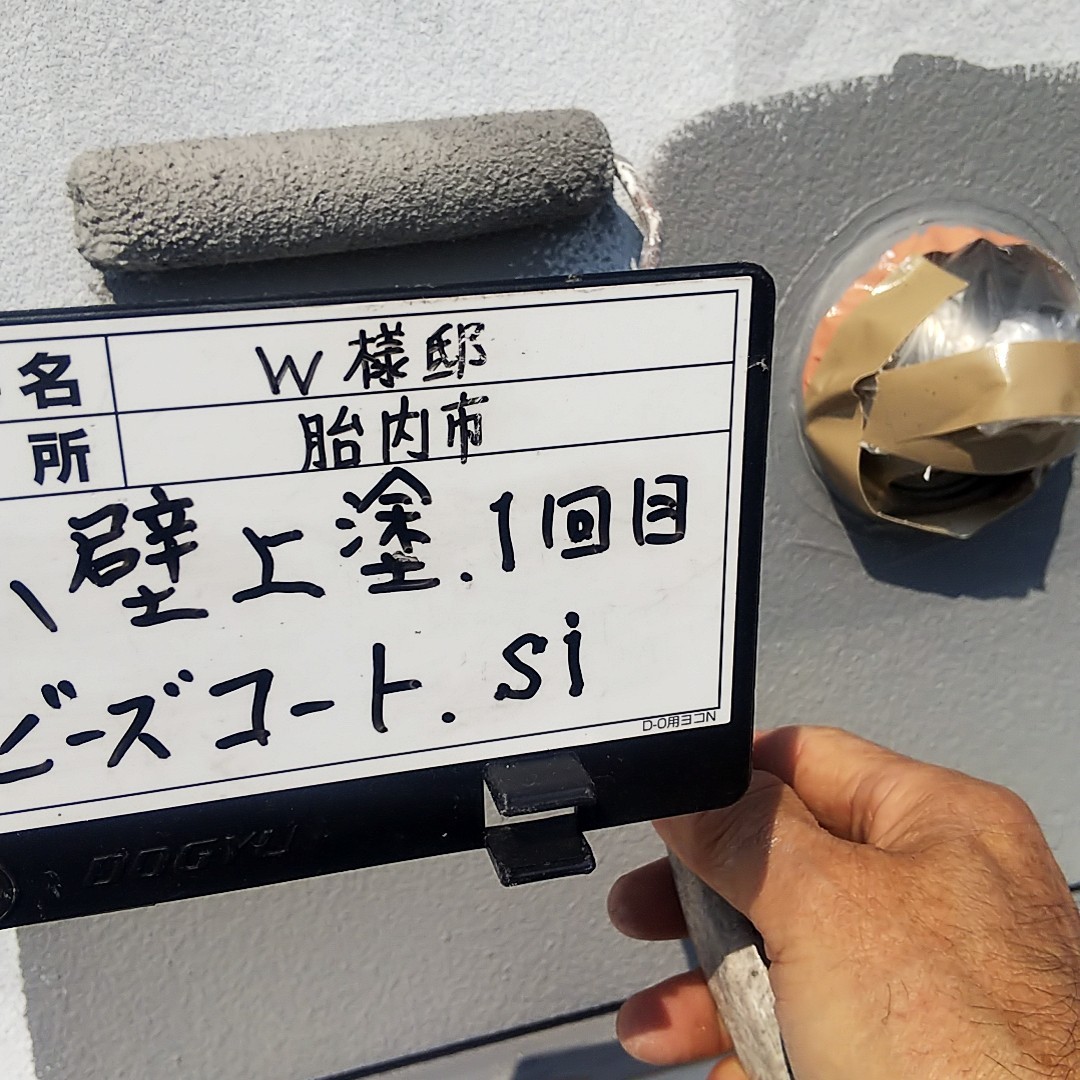 名 W様邸
所 胎内市
壁上塗.1回目
ビーズコート.Si
D-0用ヨコN
DOGYU